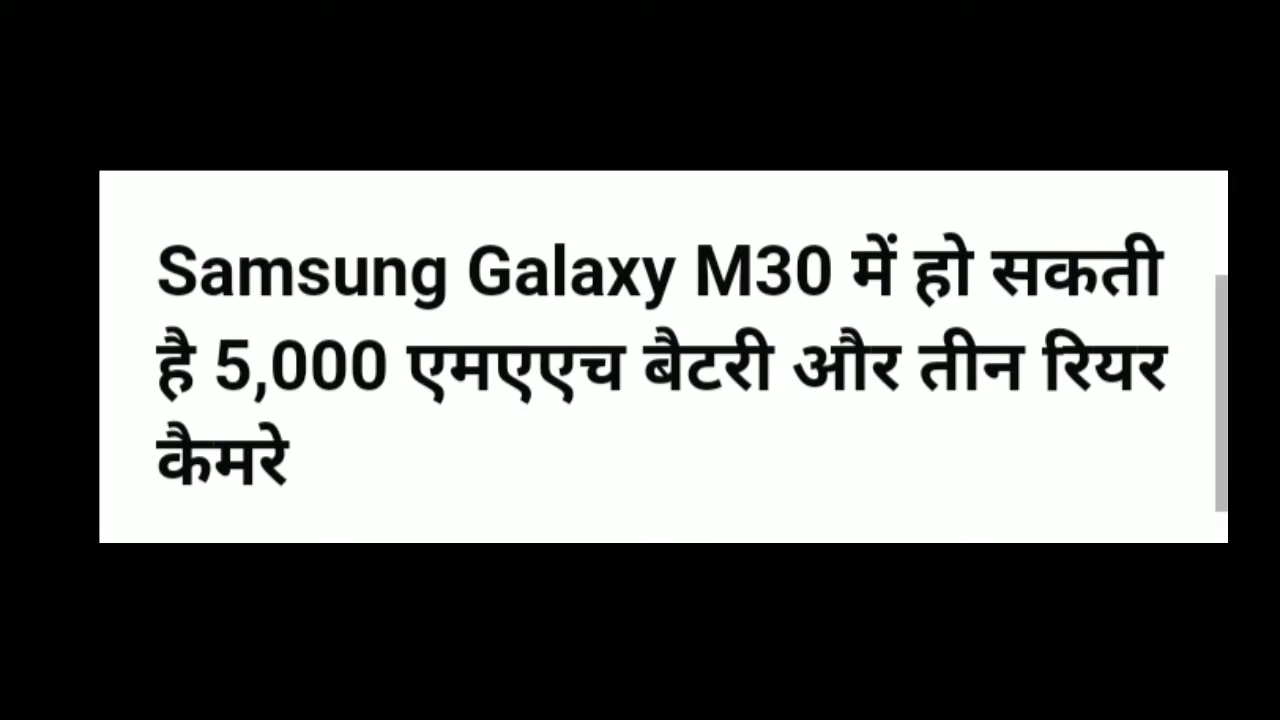 Samsung Galaxy M30 में हो सकती
है 5,000 एमएएच बैटरी और तीन रियर
कैमरे